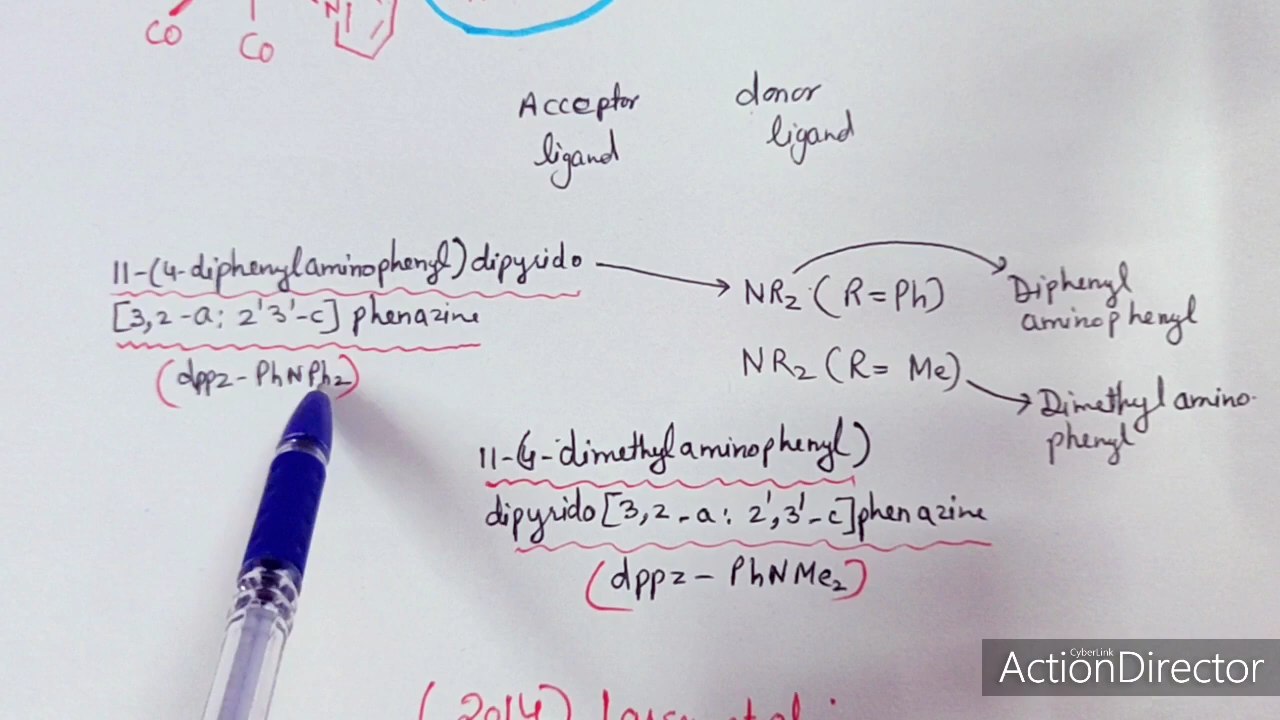 CO
CO
N
Acceptor
ligand
donor
ligand
11-(4-diphenylaminophenyl)dipyrido
[3,2-a: 2'3'-c] phenazine
(dppz-PhNPh2)
NR2 (R=Ph)
Diphenyl
aminophenyl
NR2 (R= Me)
Dimethylamino-
phenyl
11-(4-dimethylaminophenyl)
dipyrido[3,2-a: 2',3'-c]phenazine
(dppz- PhNMe2)
(2014)
CyberLink
ActionDirector